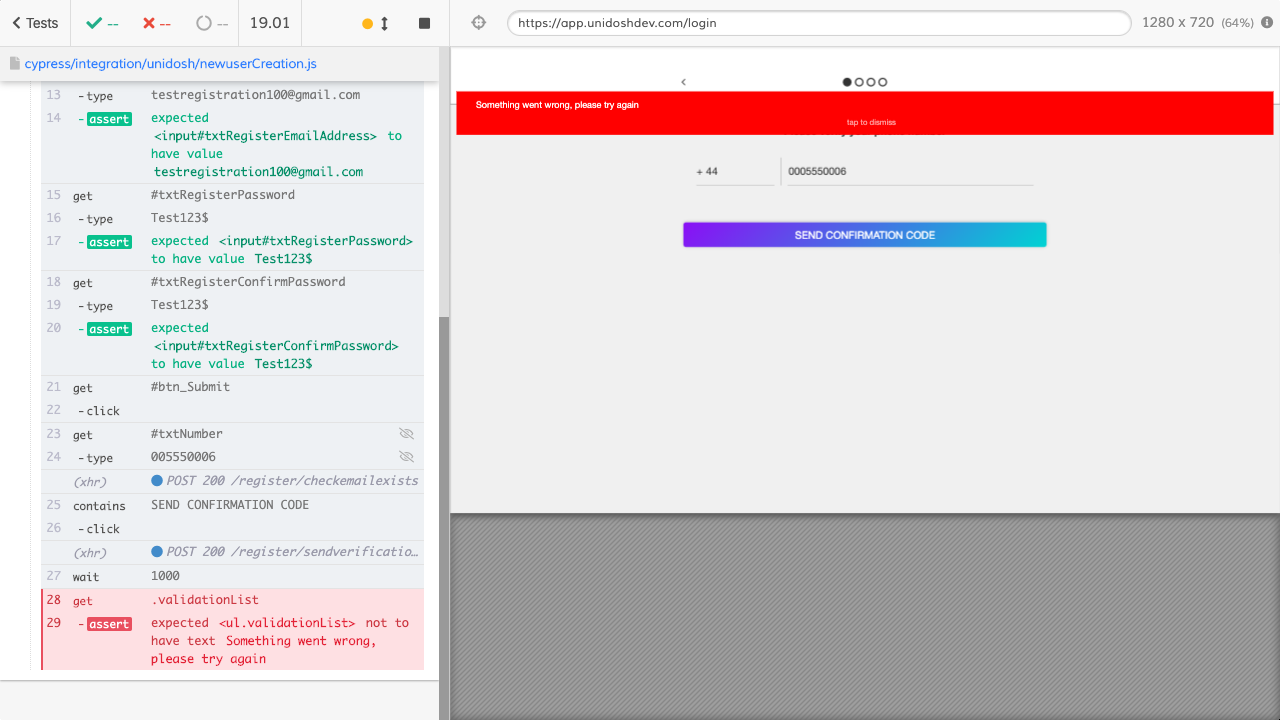 Tests
--
--
--
19.01
https://app.unidoshdev.com/login
1280 x 720 (64%)
cypress/integration/unidosh/newuserCreation.js
13 -type testregistration100@gmail.com
14 -assert expected
<input#txtRegisterEmailAddress> to
have value
testregistration100@gmail.com
15 get #txtRegisterPassword
16 -type Test123$
17 -assert expected <input#txtRegisterPassword>
to have value Test123$
18 get #txtRegisterConfirmPassword
19 -type Test123$
20 -assert expected
<input#txtRegisterConfirmPassword>
to have value Test123$
21 get #btn_Submit
22 -click
23 get #txtNumber
24 -type 005550006
(xhr) POST 200 /register/checkemailexists
25 contains SEND CONFIRMATION CODE
26 -click
(xhr) POST 200 /register/sendverificatio…
27 wait 1000
28 get .validationList
29 -assert expected <ul.validationList> not to
have text Something went wrong,
please try again
Something went wrong, please try again
tap to dismiss
+ 44
0005550006
SEND CONFIRMATION CODE